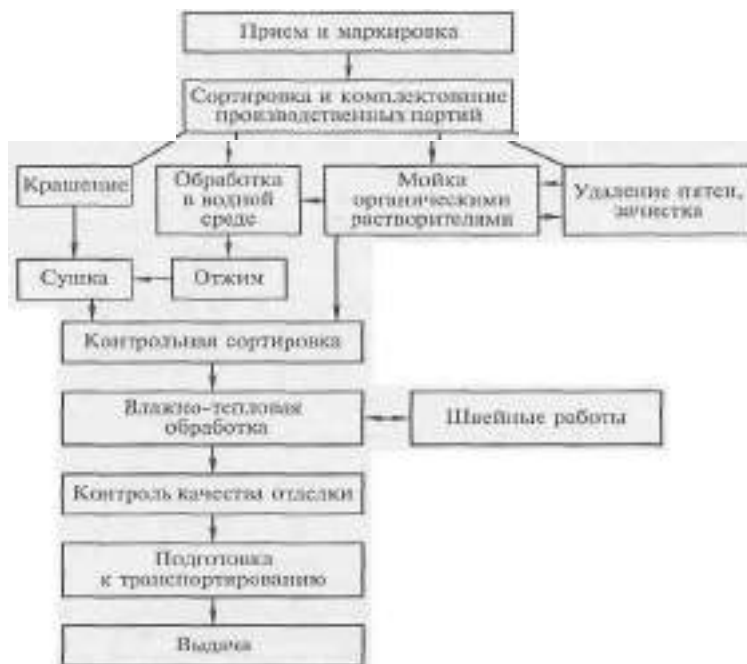 Прием и маркировка
Сортировка и комплектование
производственных партий
Крашение
Обработка
в водной
среде
Мойка
органическими
растворителями
Удаление пятен,
зачистка
Сушка
Отжим
Контрольная сортировка
Влажно-тепловая
обработка
Швейные работы
Контроль качества отделки
Подготовка
к транспортированию
Выдача